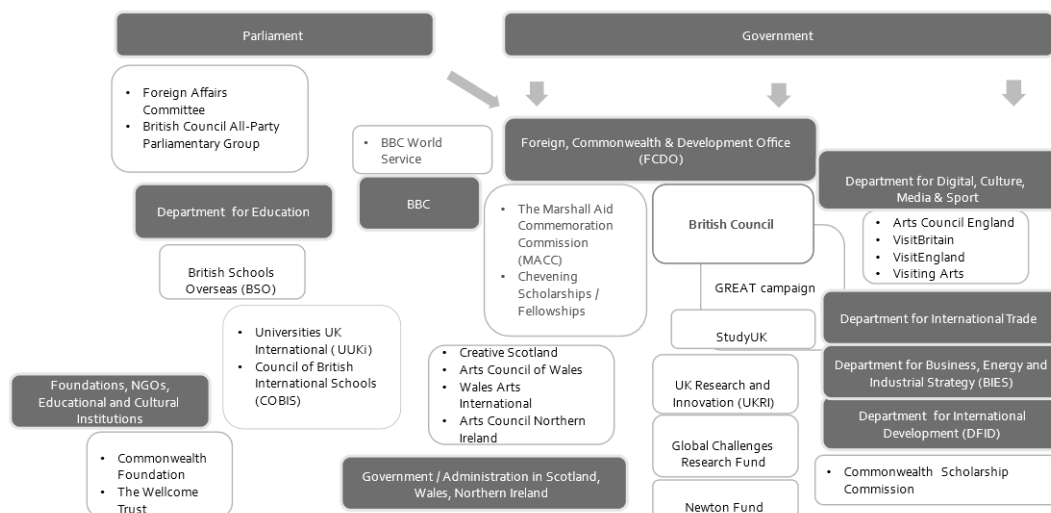 Parliament
Government
• Foreign Affairs
Committee
• British Council All-Party
Parliamentary Group
• BBC World
Service
BBC
Foreign, Commonwealth & Development Office
(FCDO)
Department for Digital, Culture,
Media & Sport
• Arts Council England
• VisitBritain
• VisitEngland
• Visiting Arts
Department for Education
British Schools
Overseas (BSO)
• The Marshall Aid
Commemoration
Commission
(MACC)
• Chevening
Scholarships /
Fellowships
British Council
GREAT campaign
StudyUK
Department for International Trade
• Universities UK
International (UUKi)
• Council of British
International Schools
(COBIS)
• Creative Scotland
• Arts Council of Wales
• Wales Arts
International
• Arts Council Northern
Ireland
UK Research and
Innovation (UKRI)
Department for Business, Energy and
Industrial Strategy (BIES)
Foundations, NGOs,
Educational and Cultural
Institutions
Global Challenges
Research Fund
Department for International
Development (DFID)
• Commonwealth
Foundation
• The Wellcome
Trust
Government / Administration in Scotland,
Wales, Northern Ireland
Newton Fund
• Commonwealth Scholarship
Commission